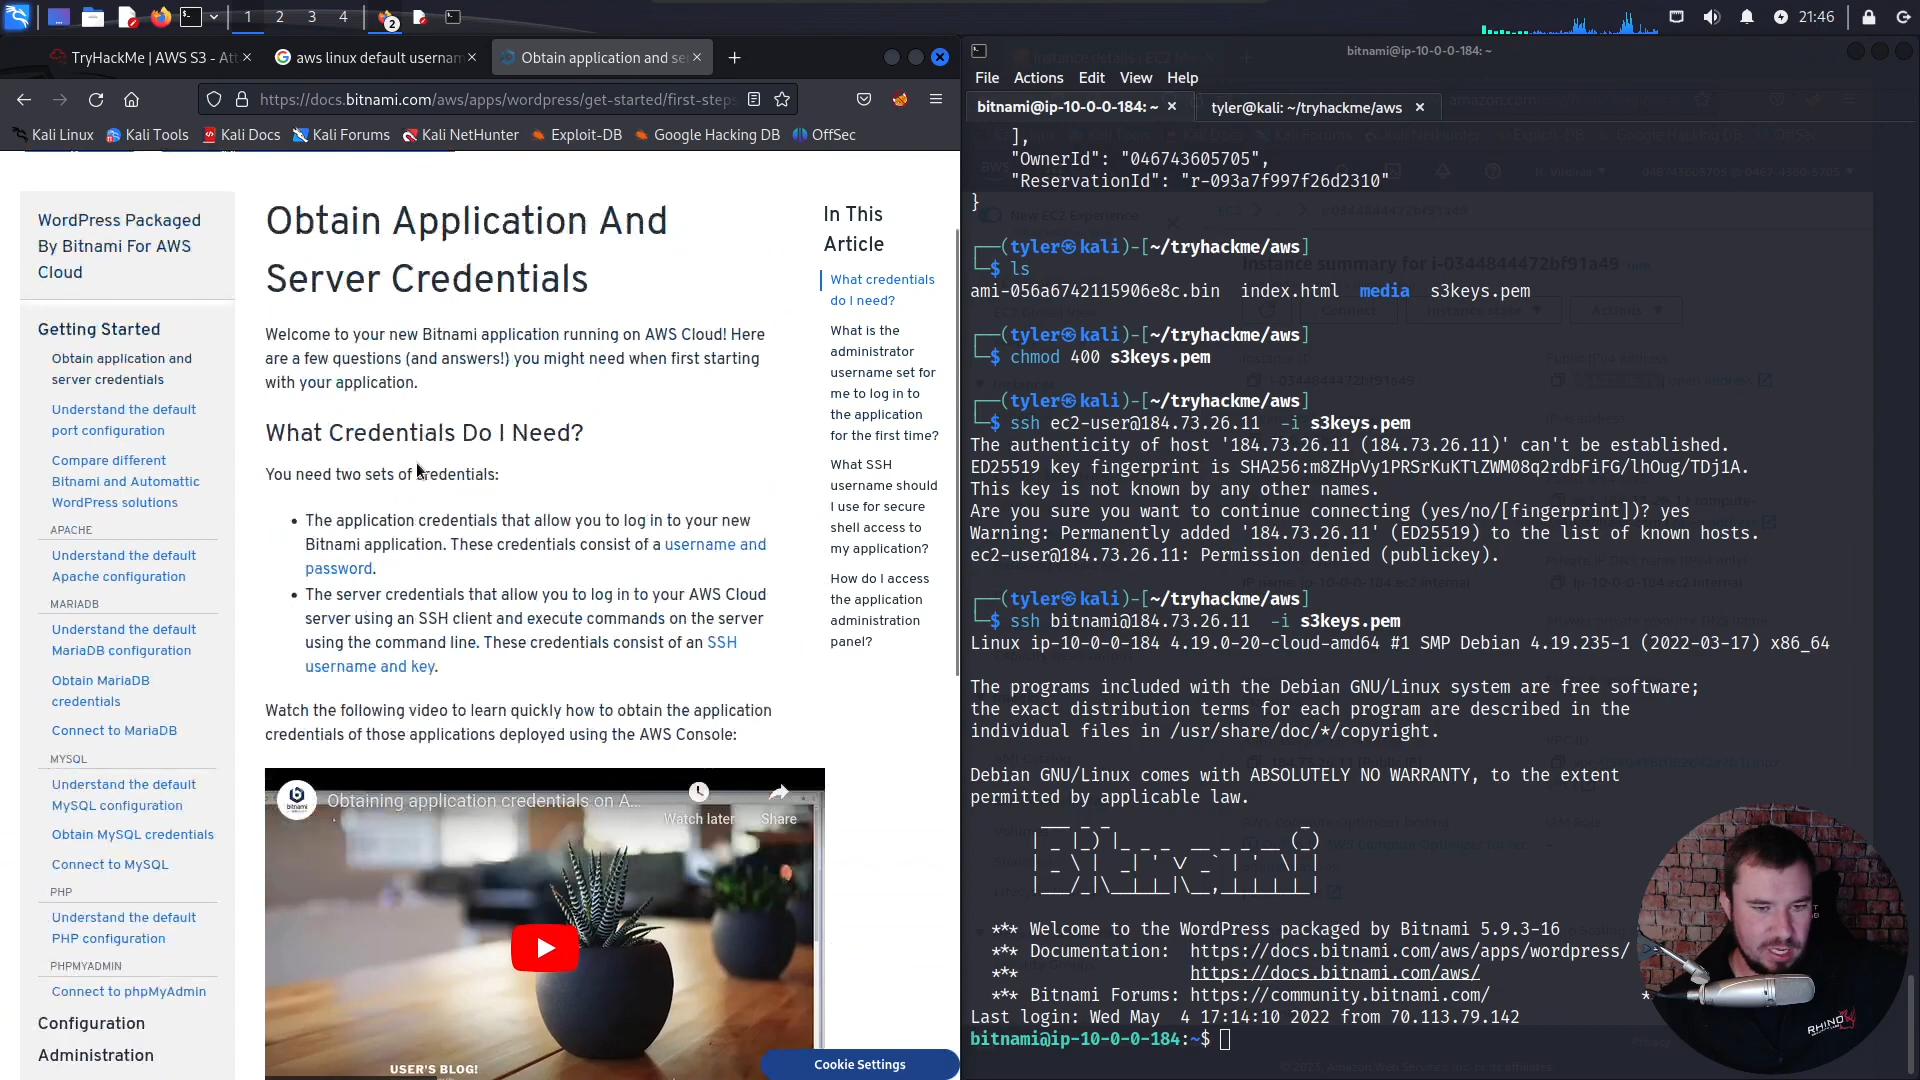 1 2 3 4 2 21:46
TryHackMe | AWS S3 - Att
aws linux default usernam
Obtain application and se
https://docs.bitnami.com/aws/apps/wordpress/get-started/first-steps
Kali Linux Kali Tools Kali Docs Kali Forums Kali NetHunter Exploit-DB Google Hacking DB OffSec
WordPress Packaged
By Bitnami For AWS
Cloud
Getting Started
Obtain application and
server credentials
Understand the default
port configuration
Compare different
Bitnami and Automattic
WordPress solutions
APACHE
Understand the default
Apache configuration
MARIADB
Understand the default
MariaDB configuration
Obtain MariaDB
credentials
Connect to MariaDB
MYSQL
Understand the default
MySQL configuration
Obtain MySQL credentials
Connect to MySQL
PHP
Understand the default
PHP configuration
PHPMYADMIN
Connect to phpMyAdmin
Configuration
Administration
Obtain Application And
Server Credentials
Welcome to your new Bitnami application running on AWS Cloud! Here
are a few questions (and answers!) you might need when first starting
with your application.
What Credentials Do I Need?
You need two sets of credentials:
• The application credentials that allow you to log in to your new
Bitnami application. These credentials consist of a username and
password.
• The server credentials that allow you to log in to your AWS Cloud
server using an SSH client and execute commands on the server
using the command line. These credentials consist of an SSH
username and key.
Watch the following video to learn quickly how to obtain the application
credentials of those applications deployed using the AWS Console:
bitnami
Obtaining application credentials on A...
Watch later
Share
USER'S BLOG!
In This
Article
What credentials
do I need?
What is the
administrator
username set for
me to log in to
the application
for the first time?
What SSH
username should
I use for secure
shell access to
my application?
How do I access
the application
administration
panel?
Cookie Settings
bitnami@ip-10-0-0-184: ~
File Actions Edit View Help
bitnami@ip-10-0-0-184: ~
tyler@kali: ~/tryhackme/aws
],
"OwnerId": "046743605705",
"ReservationId": "r-093a7f997f26d2310"
}
┌──(tyler㉿kali)-[~/tryhackme/aws]
└─$ ls
ami-056a6742115906e8c.bin index.html media s3keys.pem
┌──(tyler㉿kali)-[~/tryhackme/aws]
└─$ chmod 400 s3keys.pem
┌──(tyler㉿kali)-[~/tryhackme/aws]
└─$ ssh ec2-user@184.73.26.11 -i s3keys.pem
The authenticity of host '184.73.26.11 (184.73.26.11)' can't be established.
ED25519 key fingerprint is SHA256:m8ZHpVy1PRSrKuKTlZWM08q2rdbFiFG/lhOug/TDj1A.
This key is not known by any other names.
Are you sure you want to continue connecting (yes/no/[fingerprint])? yes
Warning: Permanently added '184.73.26.11' (ED25519) to the list of known hosts.
ec2-user@184.73.26.11: Permission denied (publickey).
┌──(tyler㉿kali)-[~/tryhackme/aws]
└─$ ssh bitnami@184.73.26.11 -i s3keys.pem
Linux ip-10-0-0-184 4.19.0-20-cloud-amd64 #1 SMP Debian 4.19.235-1 (2022-03-17) x86_64
The programs included with the Debian GNU/Linux system are free software;
the exact distribution terms for each program are described in the
individual files in /usr/share/doc/*/copyright.
Debian GNU/Linux comes with ABSOLUTELY NO WARRANTY, to the extent
permitted by applicable law.
*** Welcome to the WordPress packaged by Bitnami 5.9.3-16
*** Documentation: https://docs.bitnami.com/aws/apps/wordpress/
*** https://docs.bitnami.com/aws/
*** Bitnami Forums: https://community.bitnami.com/
Last login: Wed May 4 17:14:10 2022 from 70.113.79.142
bitnami@ip-10-0-0-184:~$
RHINO